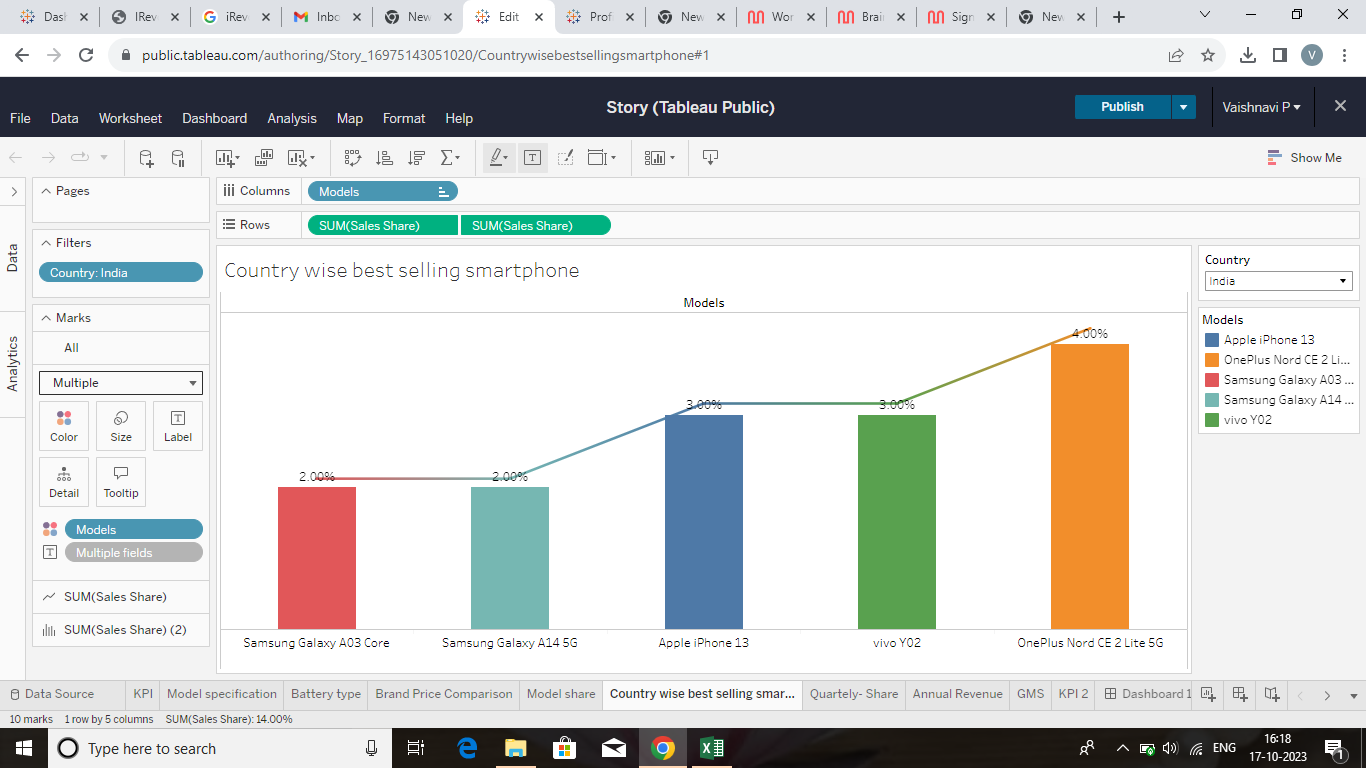 Dash
IRev
iRev
Inbo
New
Edit
Profi
New
Wor
Brai
Sign
New
public.tableau.com/authoring/Story_16975143051020/Countrywisebestsellingsmartphone#1
V
Story (Tableau Public)
Publish
Vaishnavi P
File Data Worksheet Dashboard Analysis Map Format Help
Show Me
Data
Analytics
Pages
Filters
Country: India
Marks
All
Multiple
Color Size Label
Detail Tooltip
Models
Multiple fields
SUM(Sales Share)
SUM(Sales Share) (2)
Columns Models
Rows SUM(Sales Share) SUM(Sales Share)
Country wise best selling smartphone
Models
4.00%
3.00% 3.00%
2.00% 2.00%
Samsung Galaxy A03 Core Samsung Galaxy A14 5G Apple iPhone 13 vivo Y02 OnePlus Nord CE 2 Lite 5G
Country
India
Models
Apple iPhone 13
OnePlus Nord CE 2 Li...
Samsung Galaxy A03 ...
Samsung Galaxy A14 ...
vivo Y02
Data Source KPI Model specification Battery type Brand Price Comparison Model share Country wise best selling smar... Quartely- Share Annual Revenue GMS KPI 2 Dashboard 1
10 marks 1 row by 5 columns SUM(Sales Share): 14.00%
Type here to search
ENG
16:18
17-10-2023
1